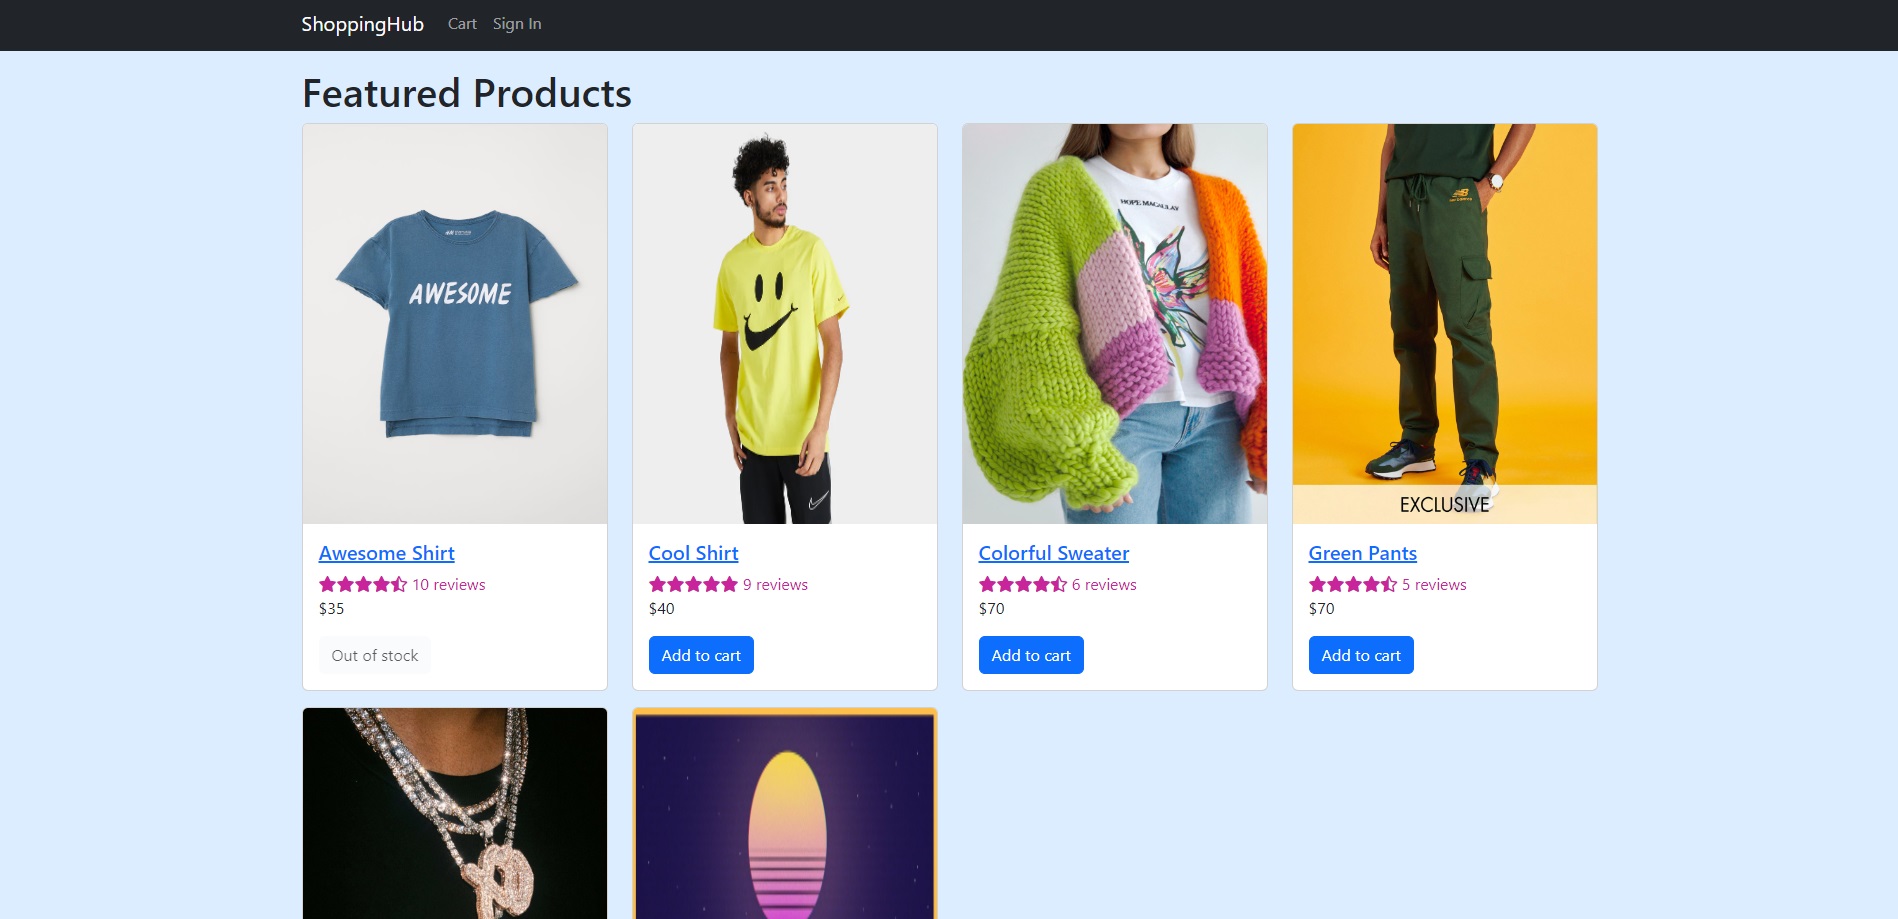 ShoppingHub Cart Sign In
Featured Products
AWESOME
HOPE MACAULAY
EXCLUSIVE
Awesome Shirt
10 reviews
$35
Out of stock
Cool Shirt
9 reviews
$40
Add to cart
Colorful Sweater
6 reviews
$70
Add to cart
Green Pants
5 reviews
$70
Add to cart